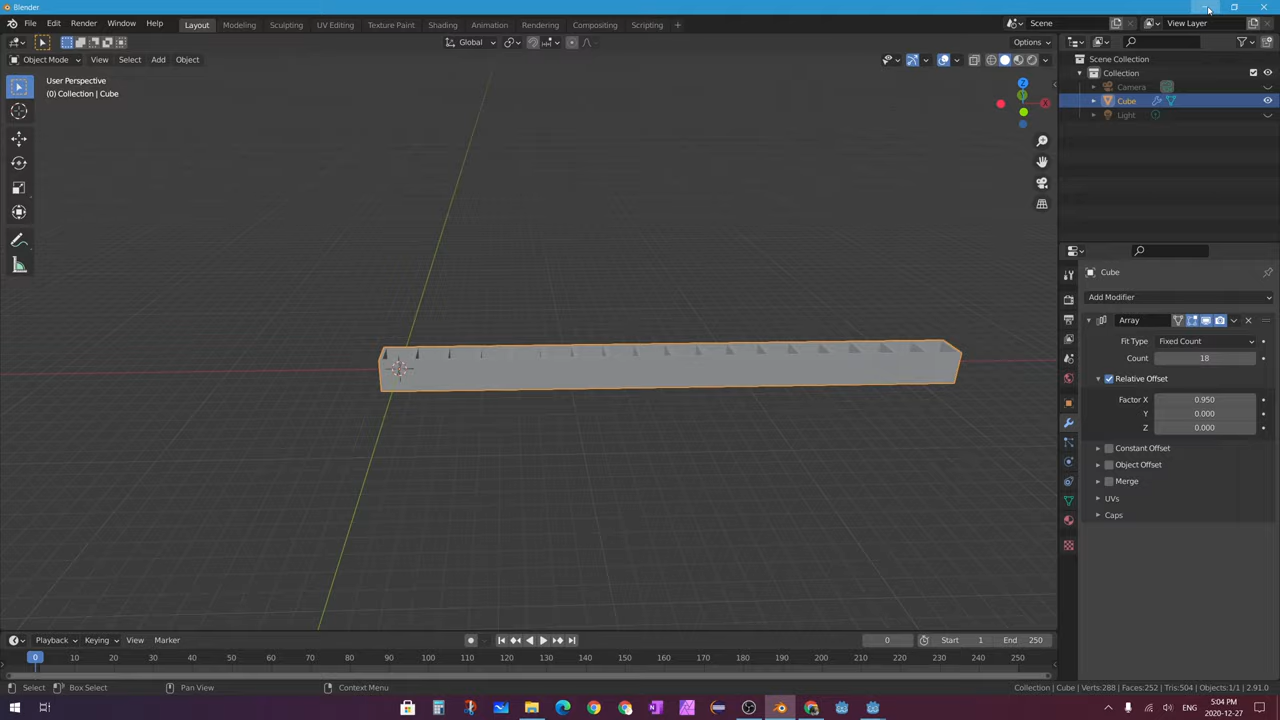 Blender
File Edit Render Window Help Layout Modeling Sculpting UV Editing Texture Paint Shading Animation Rendering Compositing Scripting + Scene View Layer
Global Options
Object Mode View Select Add Object
User Perspective
(0) Collection | Cube
Scene Collection
Collection
Camera
Cube
Light
Z
Y
X
Cube
Add Modifier
Array
Fit Type Fixed Count
Count 18
Relative Offset
Factor X 0.950
Y 0.000
Z 0.000
Constant Offset
Object Offset
Merge
UVs
Caps
Playback Keying View Marker 0 Start 1 End 250
0 10 20 30 40 50 60 70 80 90 100 110 120 130 140 150 160 170 180 190 200 210 220 230 240 250
Select Box Select Pan View Context Menu Collection | Cube | Verts:288 | Faces:252 | Tris:504 | Objects:1/1 | 2.91.0
5:04 PM
2020-12-27